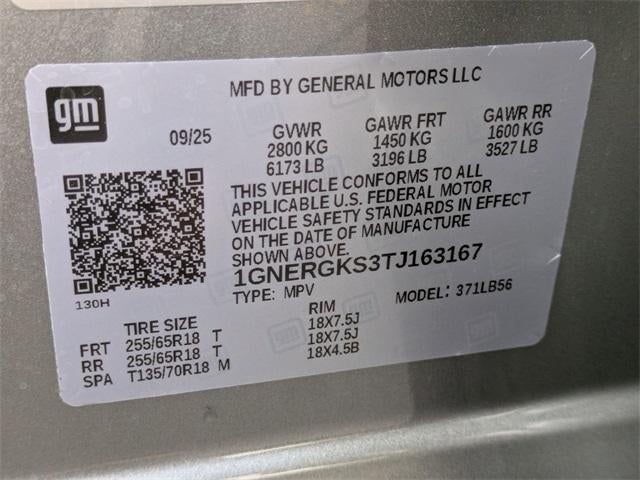 MFD BY GENERAL MOTORS LLC
gm
09/25
GVWR
2800 KG
6173 LB
GAWR FRT
1450 KG
3196 LB
GAWR RR
1600 KG
3527 LB
THIS VEHICLE CONFORMS TO ALL
APPLICABLE U.S. FEDERAL MOTOR
VEHICLE SAFETY STANDARDS IN EFFECT
ON THE DATE OF MANUFACTURE
SHOWN ABOVE.
1GNERGKS3TJ163167
TYPE: MPV
MODEL: 371LB56
130H
TIRE SIZE
RIM
FRT 255/65R18 T 18X7.5J
RR 255/65R18 T 18X7.5J
SPA T135/70R18 M 18X4.5B